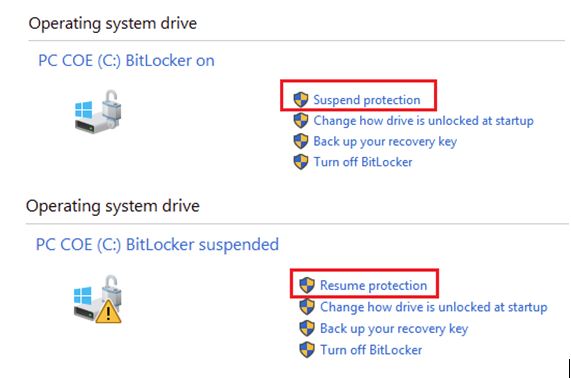 Operating system drive
PC COE (C:) BitLocker on
Suspend protection
Change how drive is unlocked at startup
Back up your recovery key
Turn off BitLocker
Operating system drive
PC COE (C:) BitLocker suspended
Resume protection
Change how drive is unlocked at startup
Back up your recovery key
Turn off BitLocker